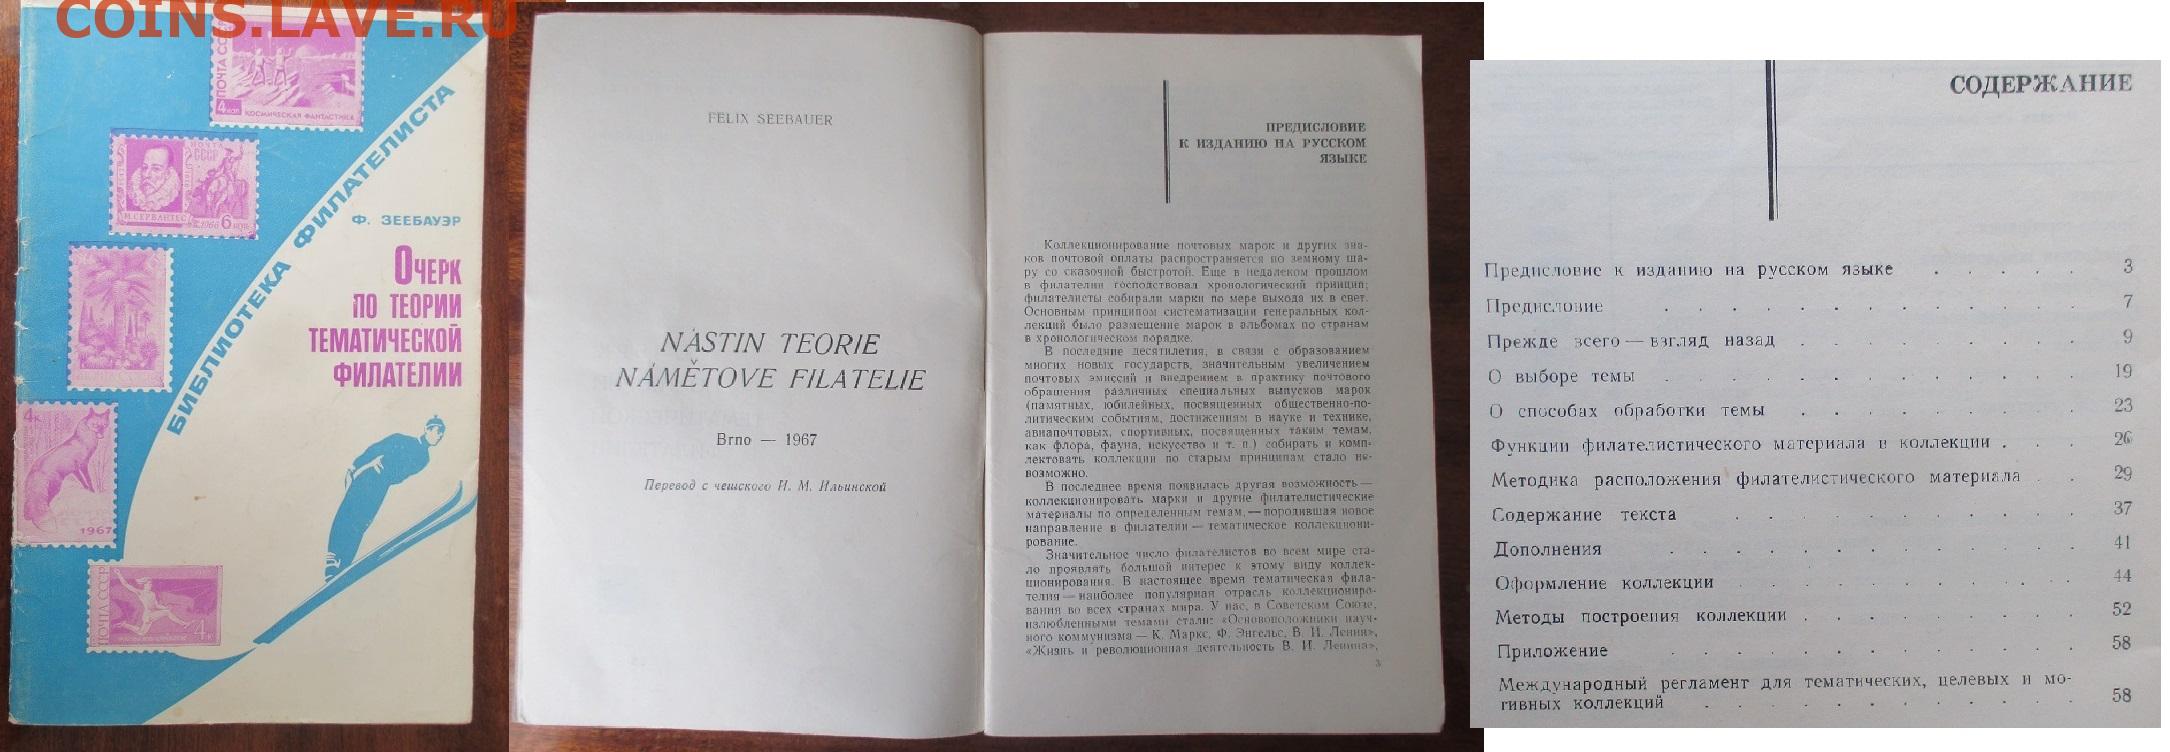 COINS.LAVE.RU
ПОЧТА СССР
4 коп. КОСМИЧЕСКАЯ ФАНТАСТИКА
ПОЧТА
СССР
М. СЕРВАНТЕС 1966 6 коп
4к
1967
ПОЧТА СССР
4к
БИБЛИОТЕКА ФИЛАТЕЛИСТА
Ф. ЗЕЕБАУЭР
Очерк
по теории
тематической
филателии
FELIX SEEBAUER
NÁSTIN TEORIE
NÁMĚTOVE FILATELIE
Brno — 1967
Перевод с чешского И. М. Ильинской
ПРЕДИСЛОВИЕ
К ИЗДАНИЮ НА РУССКОМ
ЯЗЫКЕ
Коллекционирование почтовых марок и других зна-
ков почтовой оплаты распространяется по земному ша-
ру со сказочной быстротой. Еще в недалеком прошлом
в филателии господствовал хронологический принцип;
филателисты собирали марки по мере выхода их в свет.
Основным принципом систематизации генеральных кол-
лекций было размещение марок в альбомах по странам
в хронологическом порядке.
В последние десятилетия, в связи с образованием
многих новых государств, значительным увеличением
почтовых эмиссий и внедрением в практику почтового
обращения различных специальных выпусков марок
(памятных, юбилейных, посвященных общественно-по-
литическим событиям, достижениям в науке и технике,
авиапочтовых, спортивных, посвященных таким темам,
как флора, фауна, искусство и т. п.) собирать и комп-
лектовать коллекции по старым принципам стало не-
возможно.
В последнее время появилась другая возможность —
коллекционировать марки и другие филателистические
материалы по определенным темам, — породившая новое
направление в филателии — тематическое коллекциони-
рование.
Значительное число филателистов во всем мире ста-
ло проявлять большой интерес к этому виду коллек-
ционирования. В настоящее время тематическая фила-
телия — наиболее популярная отрасль коллекциониро-
вания во всех странах мира. У нас, в Советском Союзе,
излюбленными темами стали: «Основоположники науч-
ного коммунизма — К. Маркс, Ф. Энгельс, В. И. Ленин»,
«Жизнь и революционная деятельность В. И. Ленина»,
3
СОДЕРЖАНИЕ
Предисловие к изданию на русском языке . . . . . 3
Предисловие . . . . . . . . . . . . 7
Прежде всего — взгляд назад . . . . . . . . 9
О выборе темы . . . . . . . . . . . 19
О способах обработки темы . . . . . . . . 23
Функции филателистического материала в коллекции . . . 26
Методика расположения филателистического материала . . 29
Содержание текста . . . . . . . . . . 37
Дополнения . . . . . . . . . . . . 41
Оформление коллекции . . . . . . . . . 44
Методы построения коллекции . . . . . . . . 52
Приложение . . . . . . . . . . . . 58
Международный регламент для тематических, целевых и мо-
тивных коллекций . . . . . . . . . . 58